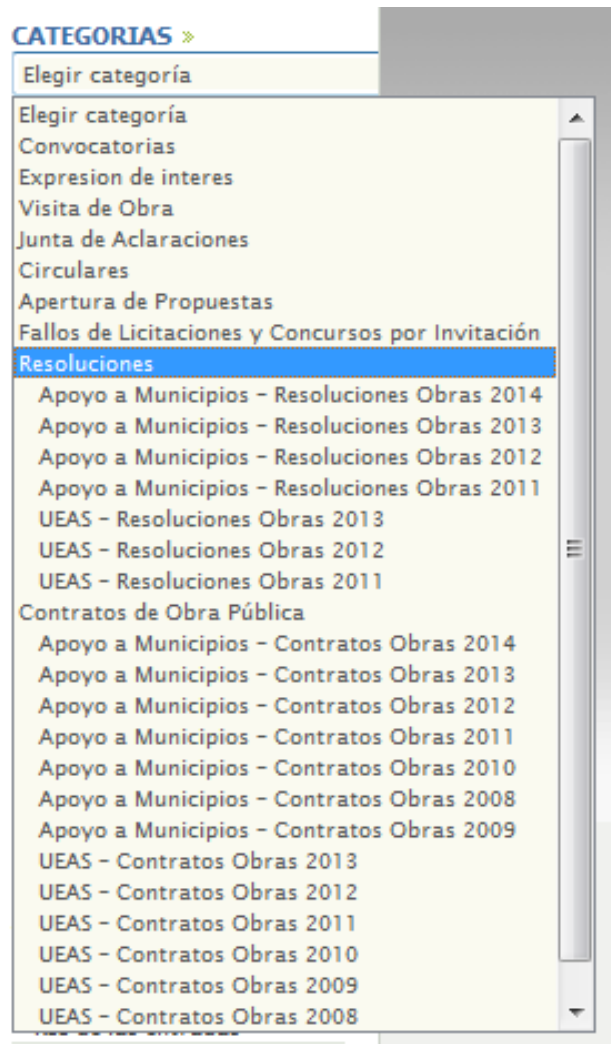 CATEGORIAS »
Elegir categoría
Elegir categoría
Convocatorias
Expresion de interes
Visita de Obra
Junta de Aclaraciones
Circulares
Apertura de Propuestas
Fallos de Licitaciones y Concursos por Invitación
Resoluciones
Apoyo a Municipios – Resoluciones Obras 2014
Apoyo a Municipios – Resoluciones Obras 2013
Apoyo a Municipios – Resoluciones Obras 2012
Apoyo a Municipios – Resoluciones Obras 2011
UEAS – Resoluciones Obras 2013
UEAS – Resoluciones Obras 2012
UEAS – Resoluciones Obras 2011
Contratos de Obra Pública
Apoyo a Municipios – Contratos Obras 2014
Apoyo a Municipios – Contratos Obras 2013
Apoyo a Municipios – Contratos Obras 2012
Apoyo a Municipios – Contratos Obras 2011
Apoyo a Municipios – Contratos Obras 2010
Apoyo a Municipios – Contratos Obras 2008
Apoyo a Municipios – Contratos Obras 2009
UEAS – Contratos Obras 2013
UEAS – Contratos Obras 2012
UEAS – Contratos Obras 2011
UEAS – Contratos Obras 2010
UEAS – Contratos Obras 2009
UEAS – Contratos Obras 2008